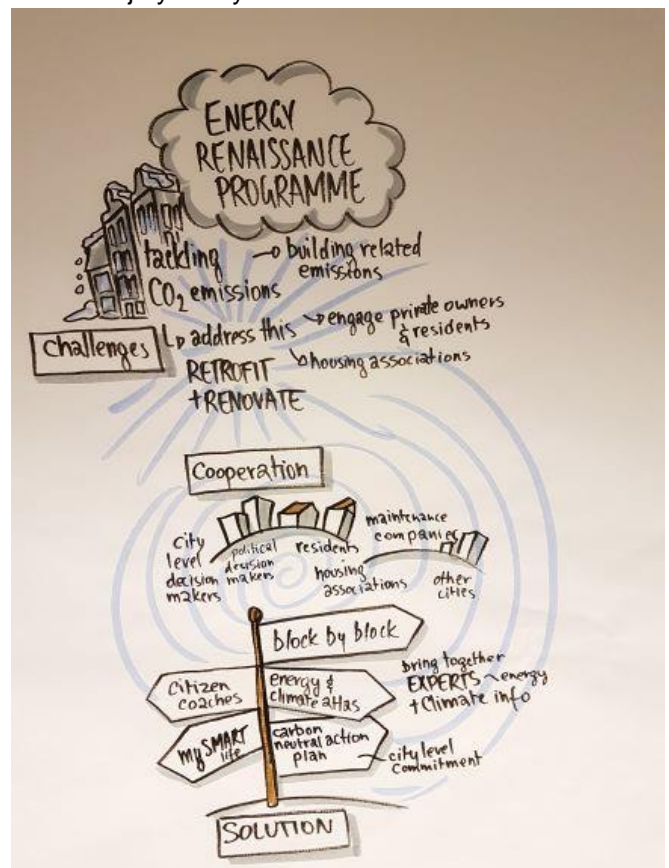 ENERGY
RENAISSANCE
PROGRAMME
tackling → building related
emissions
CO2 emissions
Challenges
↳ address this → engage private owners
& residents
RETROFIT
+ RENOVATE
↘ housing associations
Cooperation
city
level
decision
makers
political
decision
makers
residents
housing
associations
maintenance
companies
other
cities
block by block
citizen
coaches
energy &
climate atlas
bring together
EXPERTS ~ energy
+ climate info
my SMART
life
carbon
neutral action
plan
city level
commitment
SOLUTION